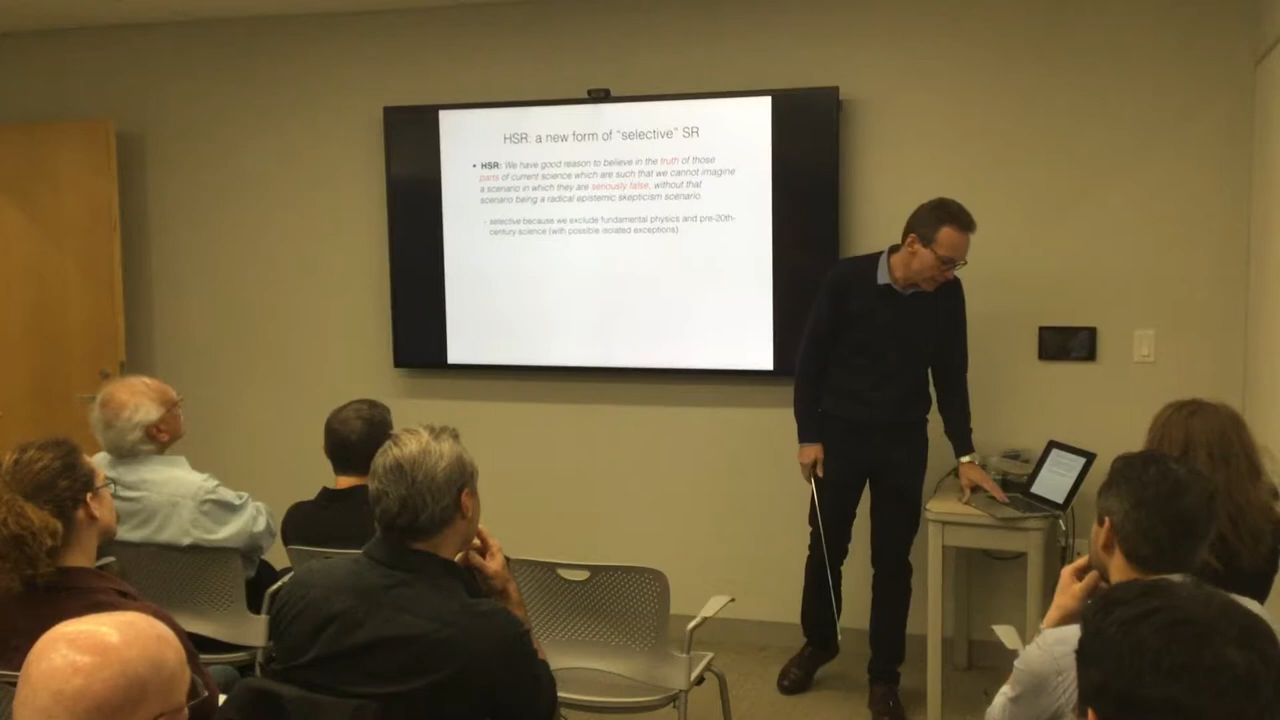 HSR: a new form of “selective” SR
• HSR: We have good reason to believe in the truth of those
parts of current science which are such that we cannot imagine
a scenario in which they are seriously false, without that
scenario being a radical epistemic skepticism scenario.
- selective because we exclude fundamental physics and pre-20th-
century science (with possible isolated exceptions)